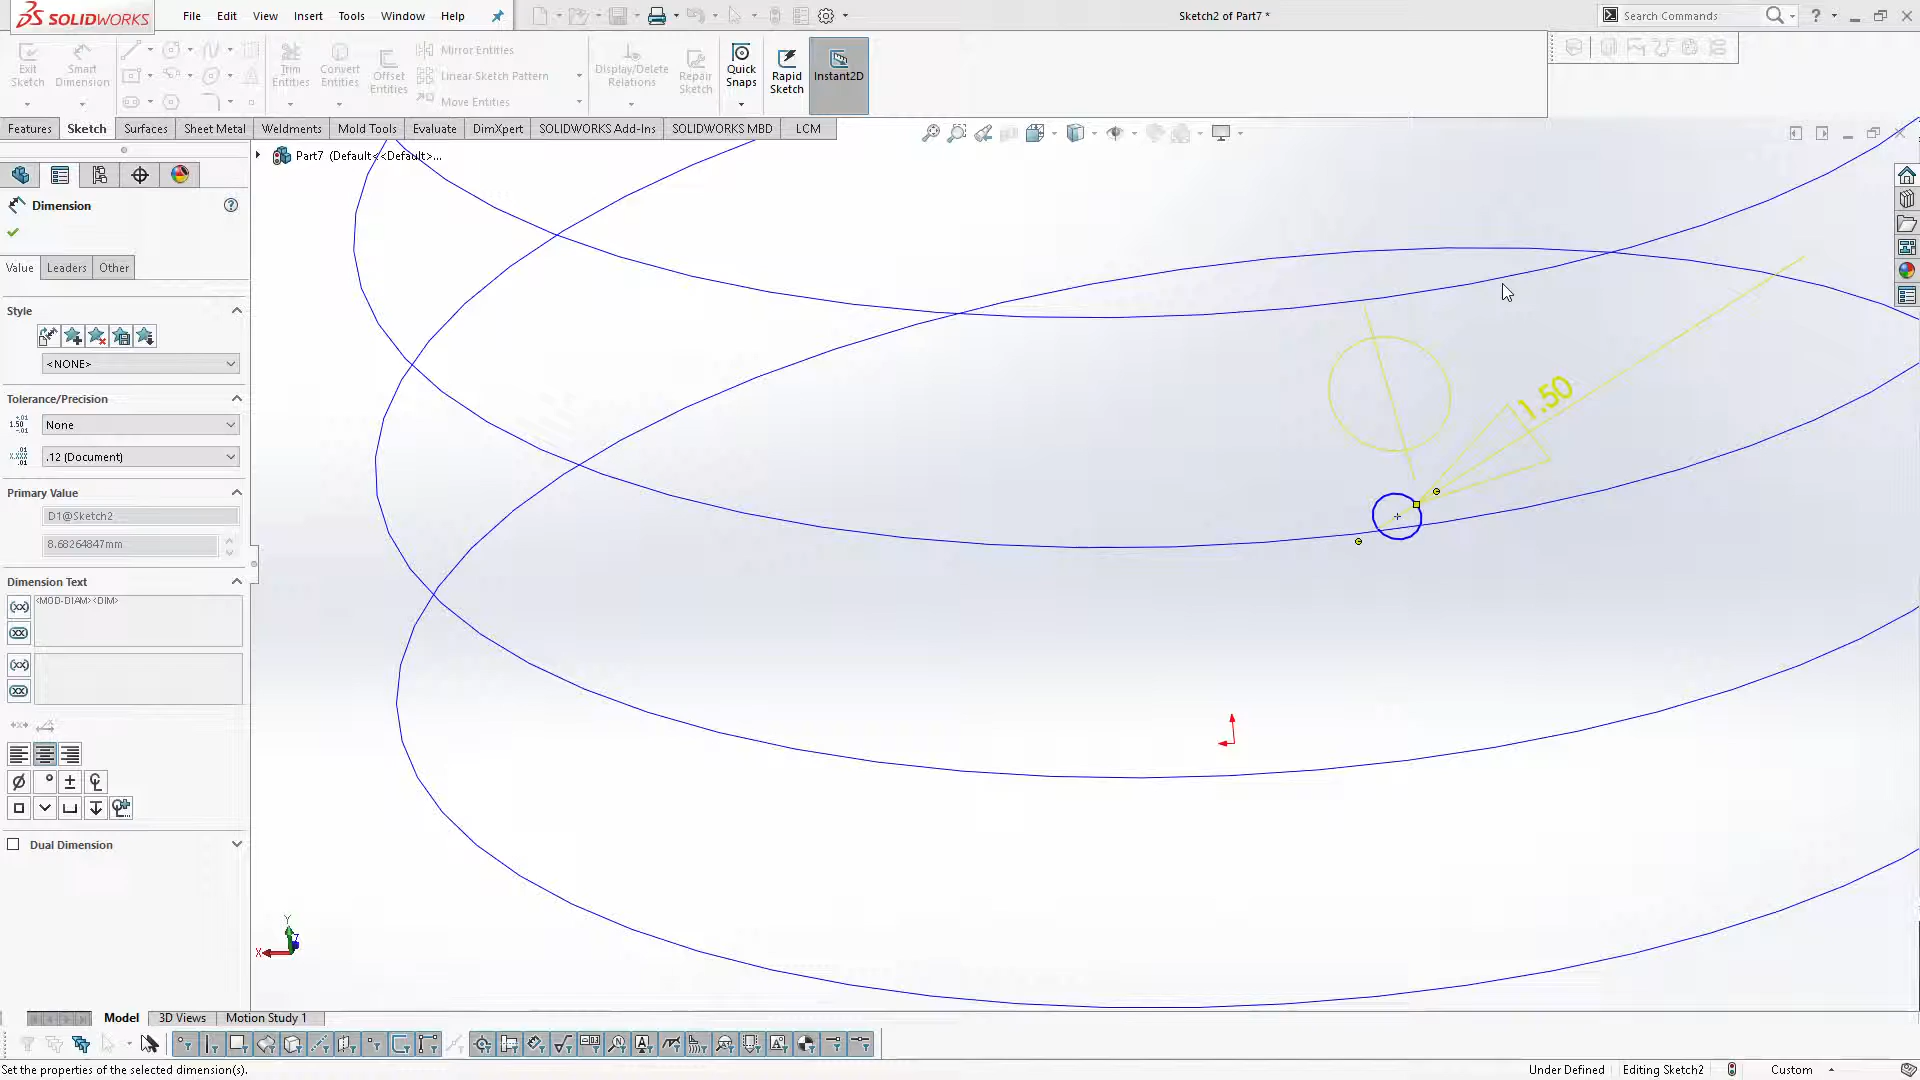 SOLIDWORKS
File Edit View Insert Tools Window Help
Sketch2 of Part7 *
Search Commands
Exit Sketch
Smart Dimension
Trim Entities
Convert Entities
Offset Entities
Mirror Entities
Linear Sketch Pattern
Move Entities
Display/Delete Relations
Repair Sketch
Quick Snaps
Rapid Sketch
Instant2D
Features Sketch Surfaces Sheet Metal Weldments Mold Tools Evaluate DimXpert SOLIDWORKS Add-Ins SOLIDWORKS MBD LCM
Part7 (Default<<Default>...
Dimension
Value Leaders Other
Style
<NONE>
Tolerance/Precision
None
.12 (Document)
Primary Value
D1@Sketch2
8.68264847mm
Dimension Text
<MOD-DIAM><DIM>
Dual Dimension
1.50
Y
X
Z
Model 3D Views Motion Study 1
Set the properties of the selected dimension(s).
Under Defined Editing Sketch2 Custom